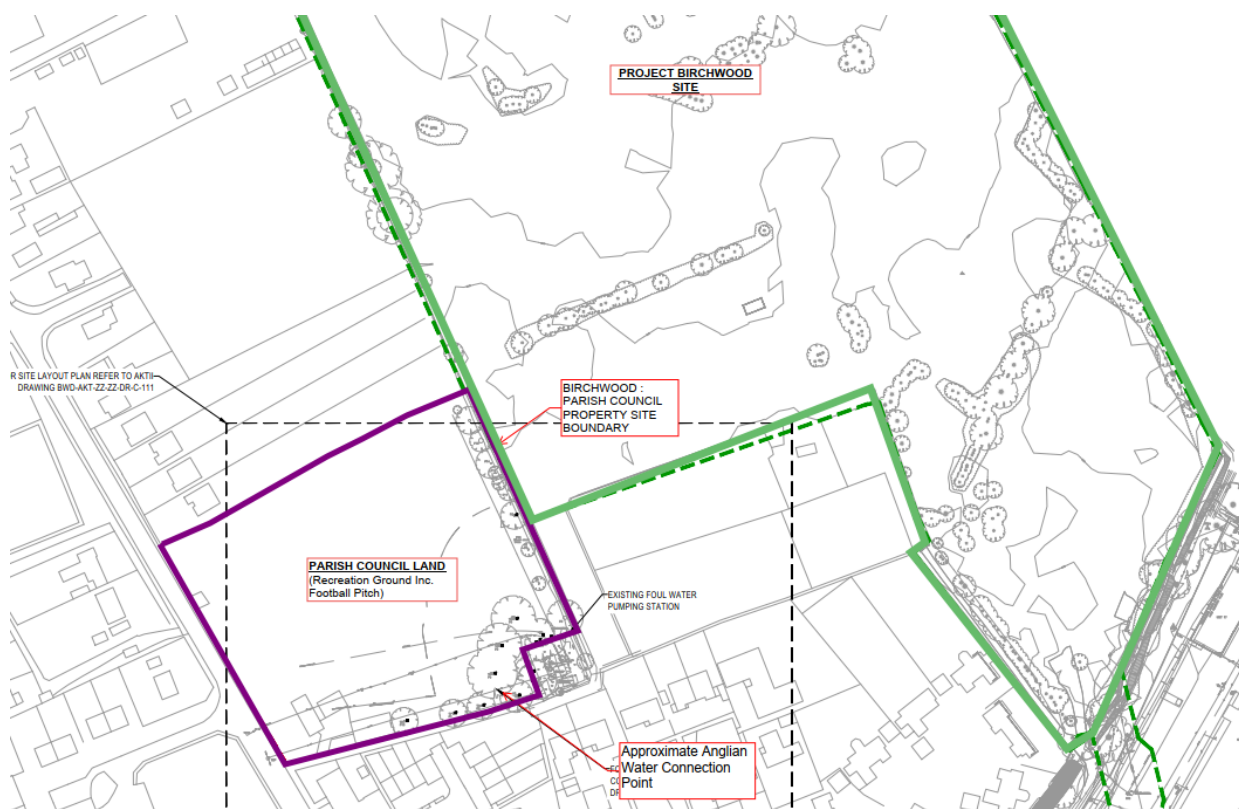 PROJECT BIRCHWOOD
SITE
R SITE LAYOUT PLAN REFER TO AKTII
DRAWING BWD-AKT-ZZ-ZZ-DR-C-111
BIRCHWOOD :
PARISH COUNCIL
PROPERTY SITE
BOUNDARY
PARISH COUNCIL LAND
(Recreation Ground Inc.
Football Pitch)
EXISTING FOUL WATER
PUMPING STATION
Approximate Anglian
Water Connection
Point